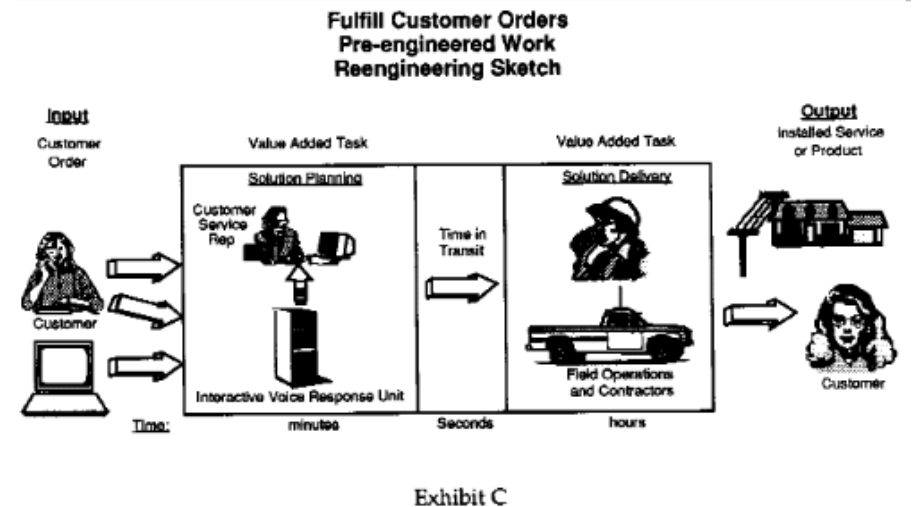 Fulfill Customer Orders
Pre-engineered Work
Reengineering Sketch
Input
Customer
Order
Value Added Task
Value Added Task
Output
Installed Service
or Product
Solution Planning
Customer
Service
Rep
Time in
Transit
Solution Delivery
Customer
Interactive Voice Response Unit
Field Operations
and Contractors
Customer
Time:
minutes
Seconds
hours
Exhibit C